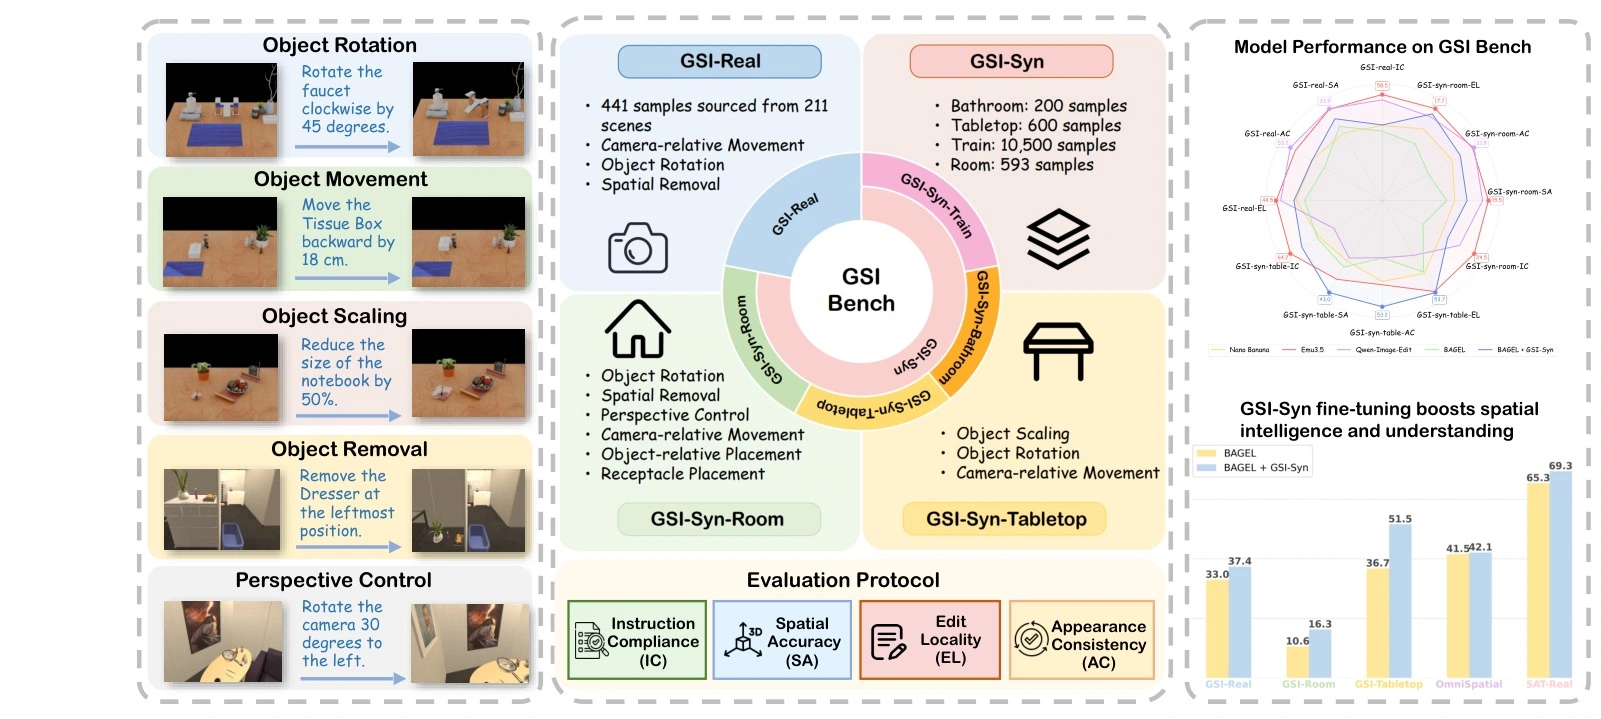 Object Rotation
Rotate the
faucet
clockwise by
45 degrees.
Object Movement
Move the
Tissue Box
backward by
18 cm.
Object Scaling
Reduce the
size of the
notebook by
50%.
Object Removal
Remove the
Dresser at
the leftmost
position.
Perspective Control
Rotate the
camera 30
degrees to
the left.
GSI-Real
• 441 samples sourced from 211
scenes
• Camera-relative Movement
• Object Rotation
• Spatial Removal
GSI-Syn
• Bathroom: 200 samples
• Tabletop: 600 samples
• Train: 10,500 samples
• Room: 593 samples
GSI-Real
GSI-Syn-Train
GSI-Syn-Bathroom
GSI-Syn-Tabletop
GSI-Syn-Room
GSI-Syn
GSI
Bench
• Object Rotation
• Spatial Removal
• Perspective Control
• Camera-relative Movement
• Object-relative Placement
• Receptacle Placement
GSI-Syn-Room
• Object Scaling
• Object Rotation
• Camera-relative Movement
GSI-Syn-Tabletop
Evaluation Protocol
Instruction
Compliance
(IC)
3D
Spatial
Accuracy
(SA)
Edit
Locality
(EL)
Appearance
Consistency
(AC)
Model Performance on GSI Bench
GSI-real-IC
GSI-real-SA
GSI-syn-room-EL
GSI-real-AC
GSI-syn-room-AC
GSI-syn-room-SA
GSI-real-EL
GSI-syn-table-IC
GSI-syn-room-IC
43.0
53.2
53.7
GSI-syn-table-SA
GSI-syn-table-EL
GSI-syn-table-AC
Nano Banana
Emu3.5
Qwen-Image-Edit
BAGEL
BAGEL + GSI-Syn
GSI-Syn fine-tuning boosts spatial
intelligence and understanding
BAGEL
BAGEL + GSI-Syn
33.0
37.4
10.6
16.3
36.7
51.5
41.5
42.1
65.3
69.3
GSI-Real
GSI-Room
GSI-Tabletop
OmniSpatial
SAT-Real